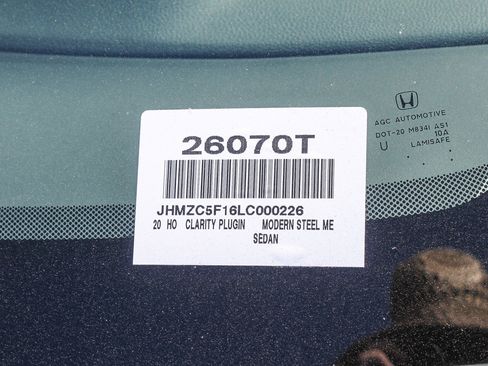 26070T
JHMZC5F16LC000226
20 HO CLARITY PLUGIN MODERN STEEL ME
SEDAN
AGC AUTOMOTIVE
DOT-20 M834I AS1
10A
U LAMISAFE